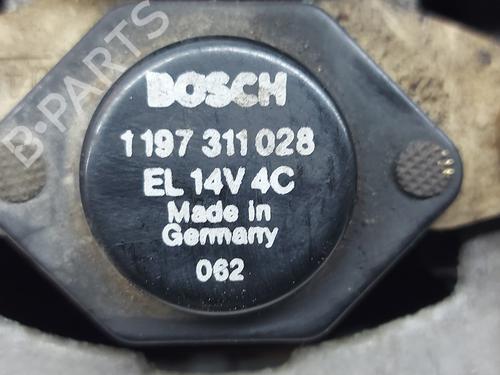 B-PARTS
BOSCH
1 197 311 028
EL 14V 4C
Made in
Germany
062